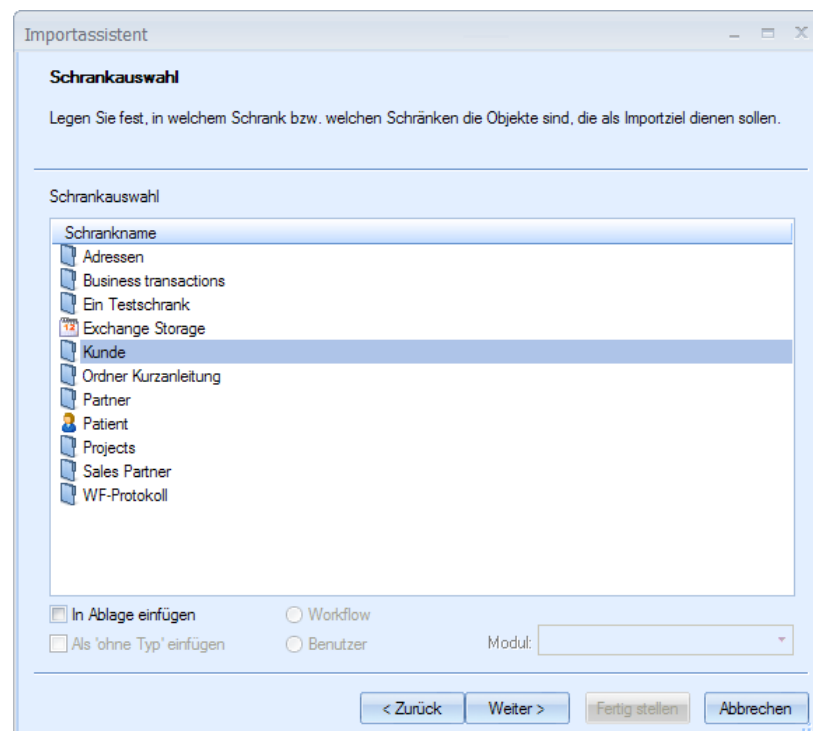 Importassistent
Schrankauswahl
Legen Sie fest, in welchem Schrank bzw. welchen Schränken die Objekte sind, die als Importziel dienen sollen.
Schrankauswahl
Schrankname
Adressen
Business transactions
Ein Testschrank
12 Exchange Storage
Kunde
Ordner Kurzanleitung
Partner
Patient
Projects
Sales Partner
WF-Protokoll
In Ablage einfügen Workflow
Als 'ohne Typ' einfügen Benutzer Modul:
< Zurück Weiter > Fertig stellen Abbrechen